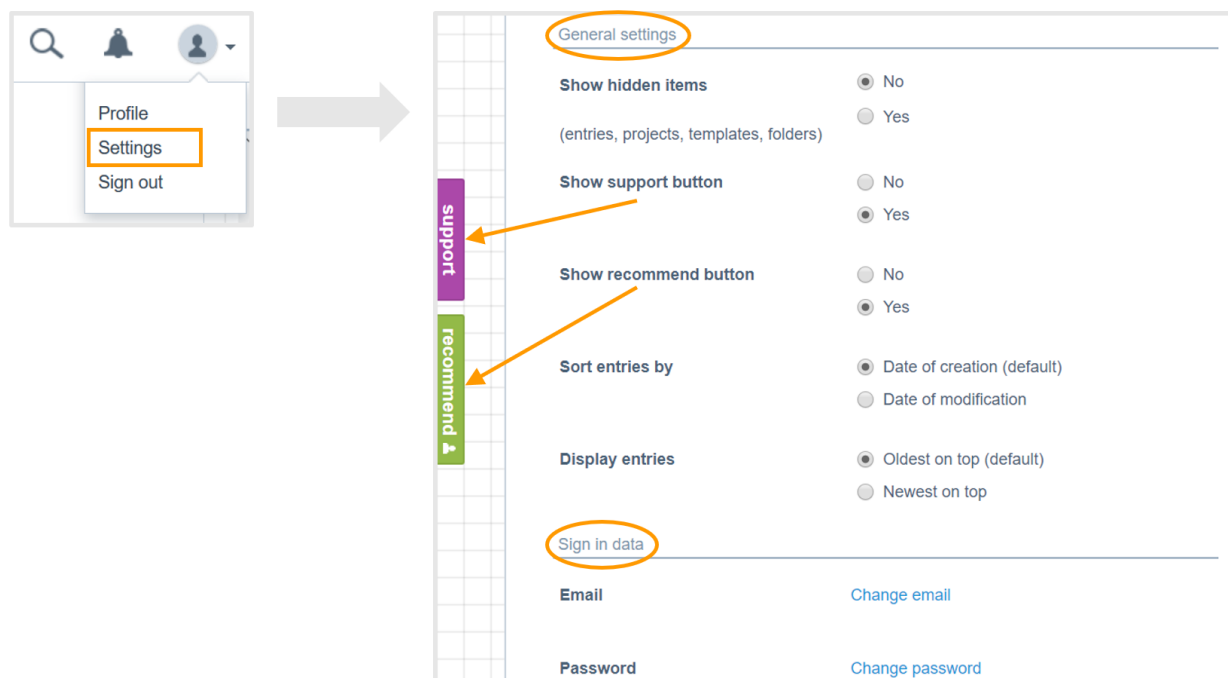 Profile
Settings
Sign out
support
recommend
General settings
Show hidden items
No
(entries, projects, templates, folders)
Yes
Show support button
No
Yes
Show recommend button
No
Yes
Sort entries by
Date of creation (default)
Date of modification
Display entries
Oldest on top (default)
Newest on top
Sign in data
Email
Change email
Password
Change password